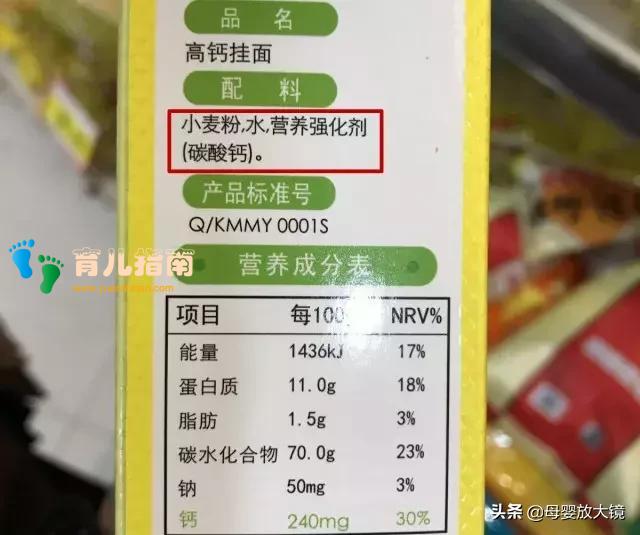 品 名
高钙挂面
配 料
小麦粉,水,营养强化剂
(碳酸钙)。
产品标准号
Q/KMMY 0001S
育儿指南
营养成分表
项目 每100 NRV%
能量 1436kJ 17%
蛋白质 11.0g 18%
脂肪 1.5g 3%
碳水化合物 70.0g 23%
钠 50mg 3%
钙 240mg 30%
头条 @母婴放大镜